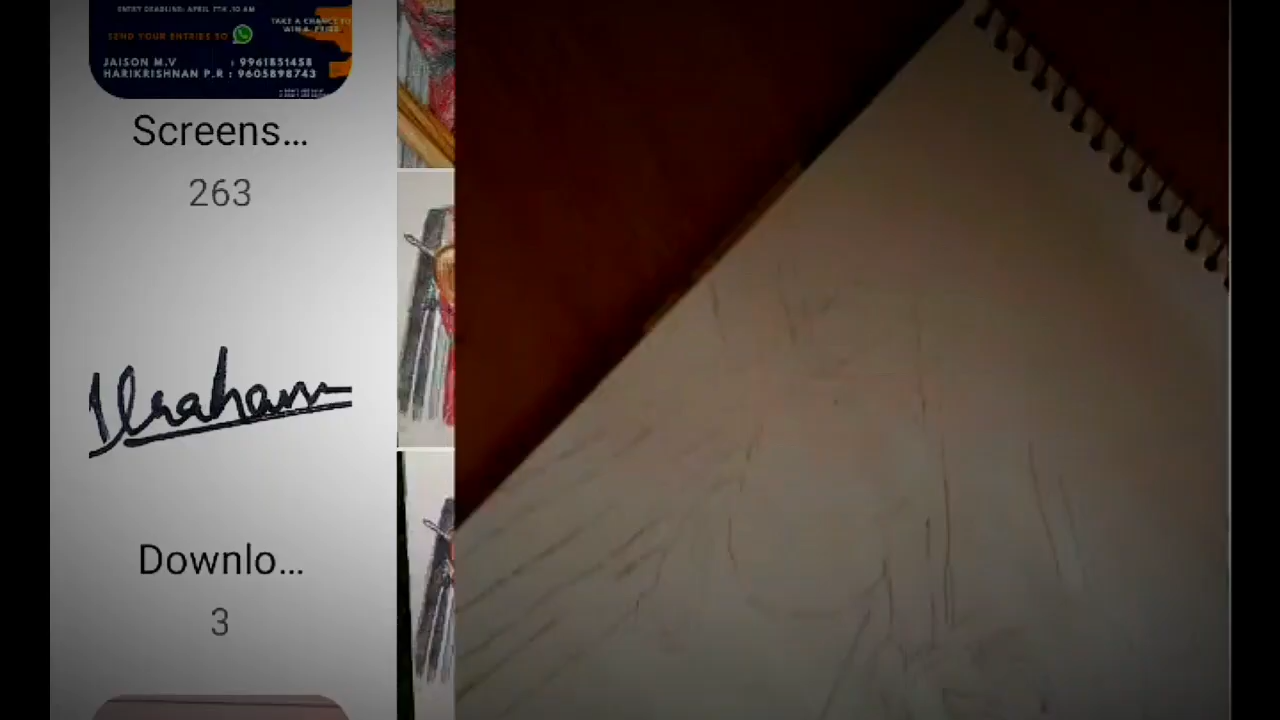 ENTRY DEADLINE: APRIL 7TH ,10 AM
TAKE A CHANCE TO
WIN A PRIZE
SEND YOUR ENTRIES SO
JAISON M.V : 9961851458
HARIKRISHNAN P.R : 9605898743
Screens...
263
Downlo...
3